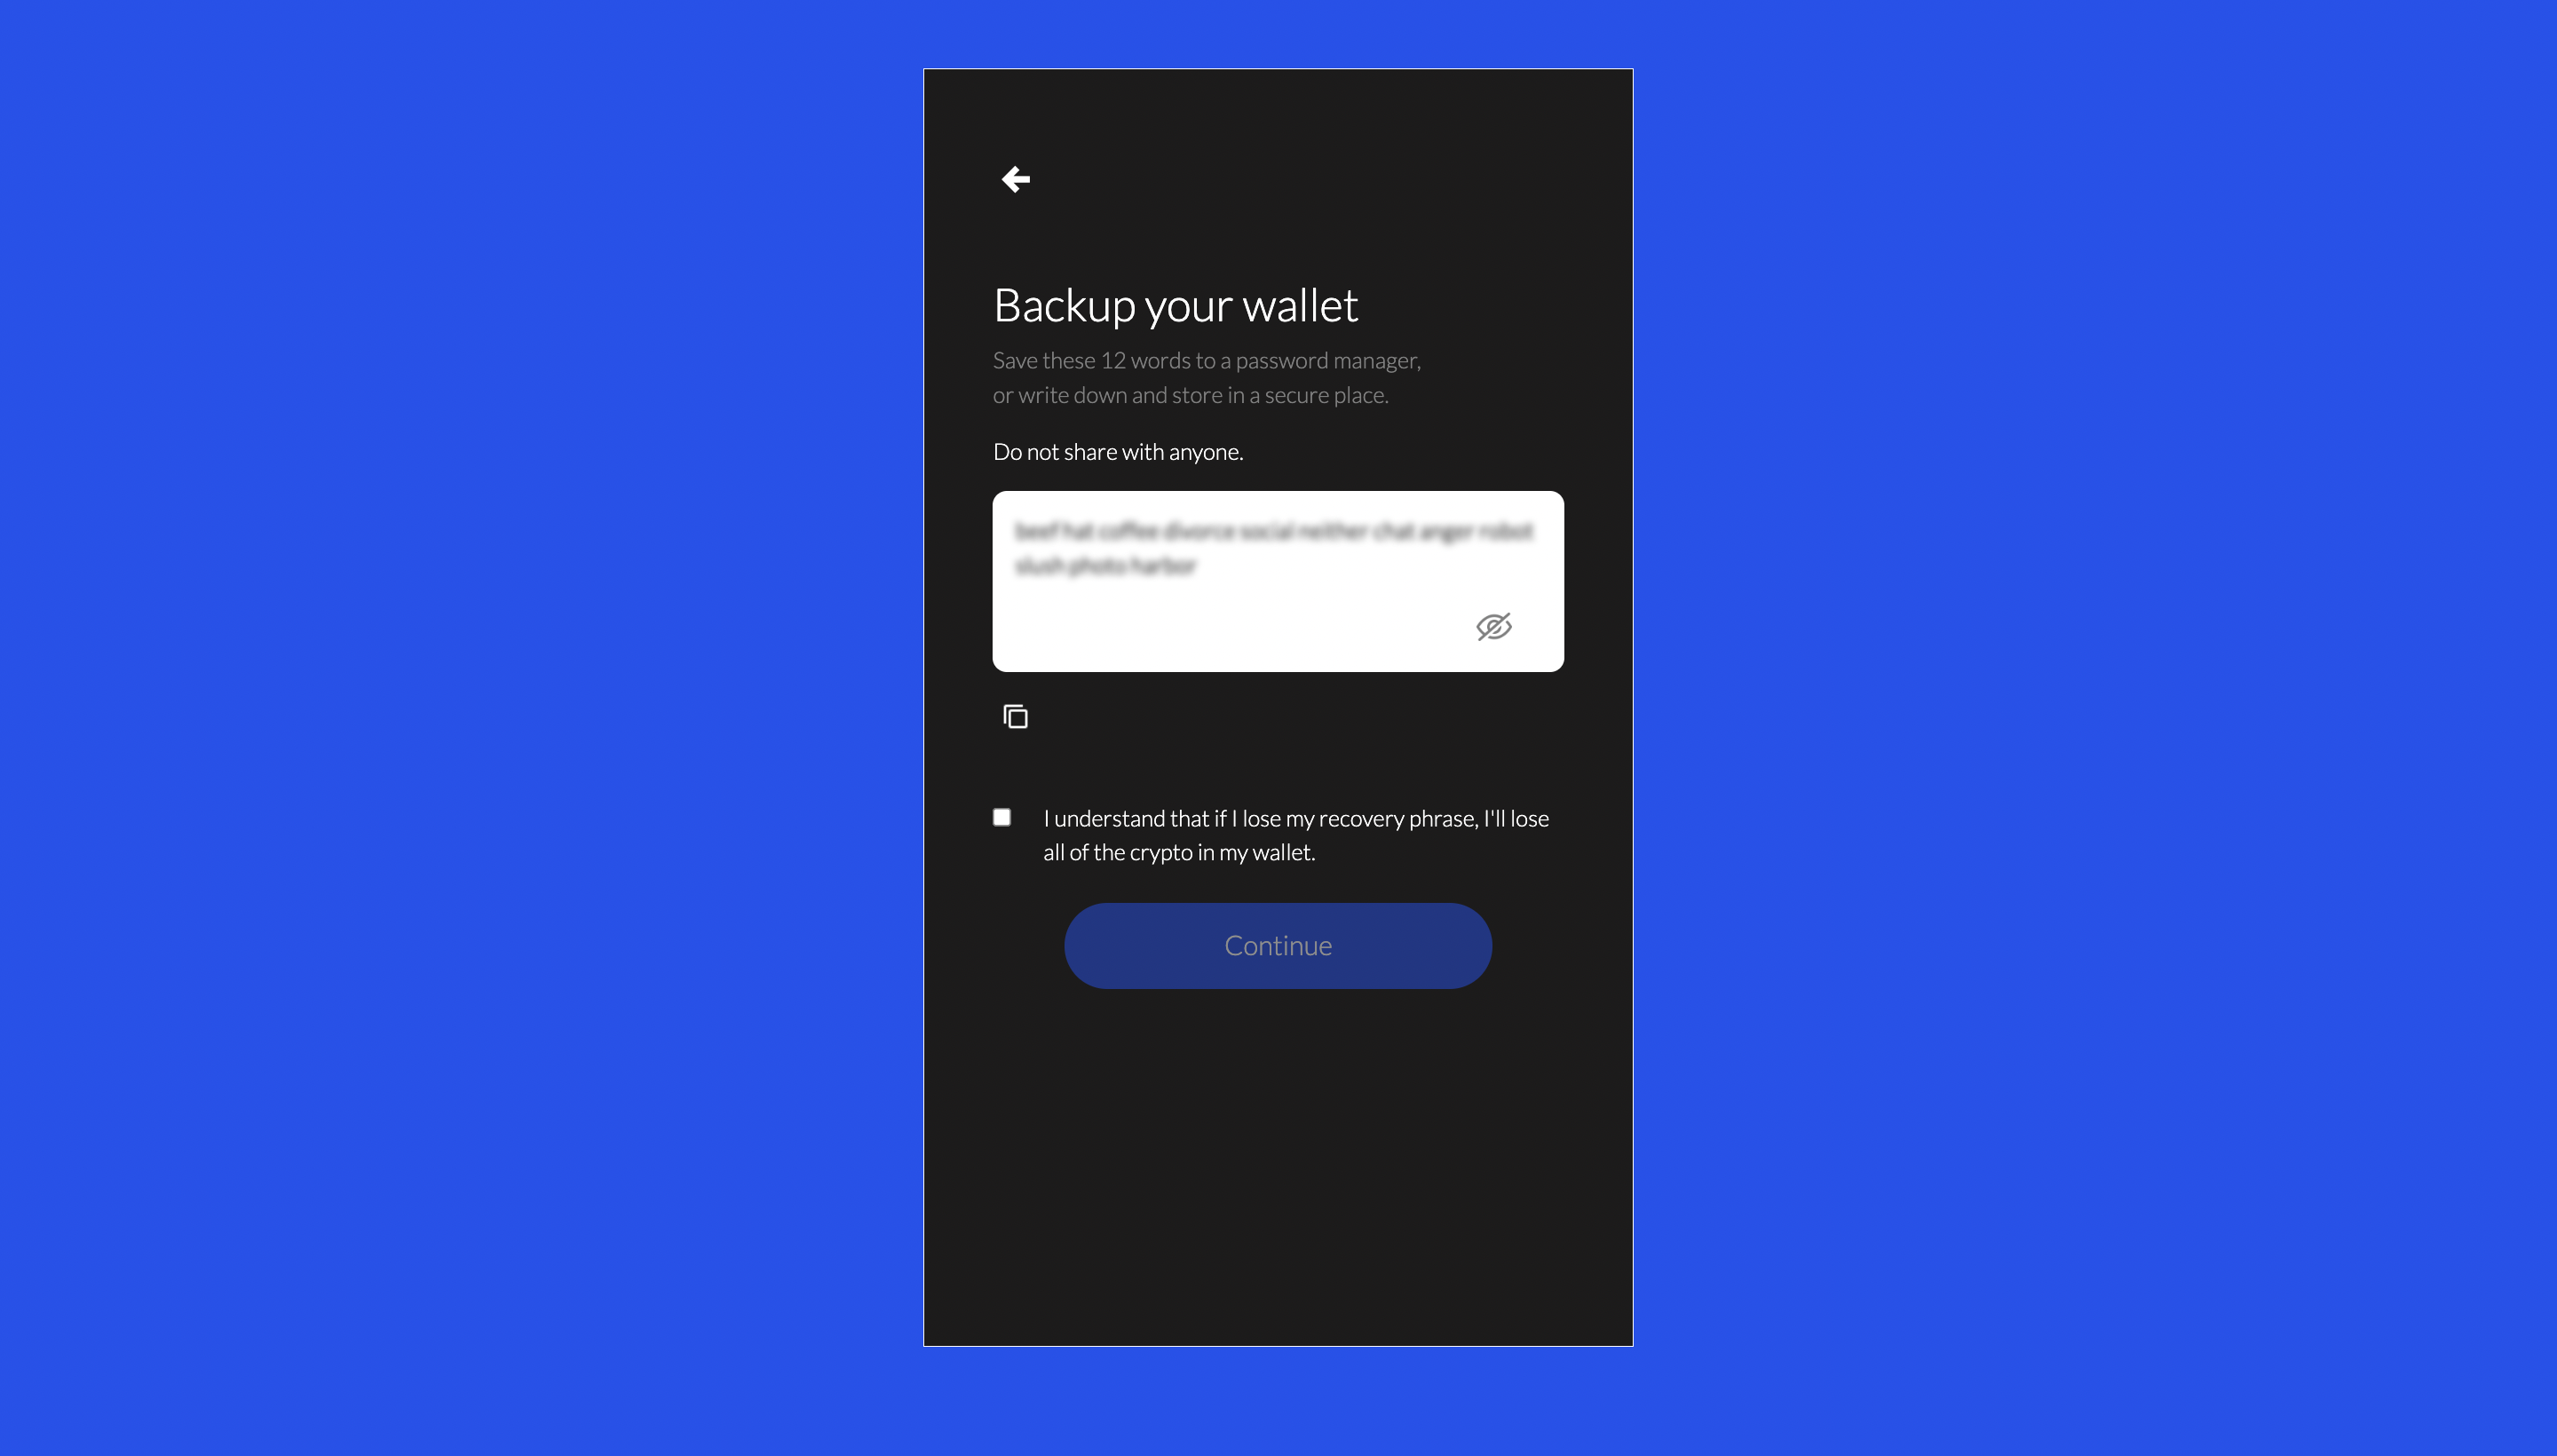 Backup your wallet
Save these 12 words to a password manager,
or write down and store in a secure place.
Do not share with anyone.
I understand that if I lose my recovery phrase, I'll lose
all of the crypto in my wallet.
Continue